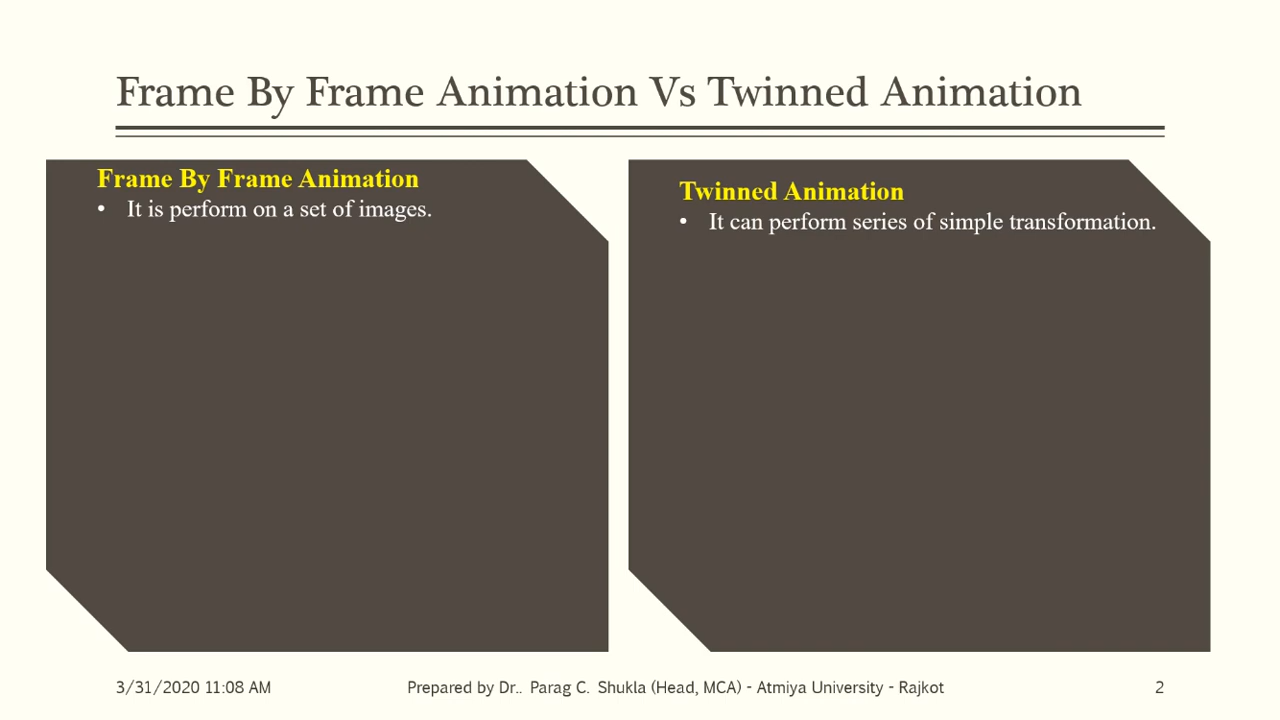 Frame By Frame Animation Vs Twinned Animation
Frame By Frame Animation
• It is perform on a set of images.
Twinned Animation
• It can perform series of simple transformation.
3/31/2020 11:08 AM
Prepared by Dr.. Parag C. Shukla (Head, MCA) - Atmiya University - Rajkot
2